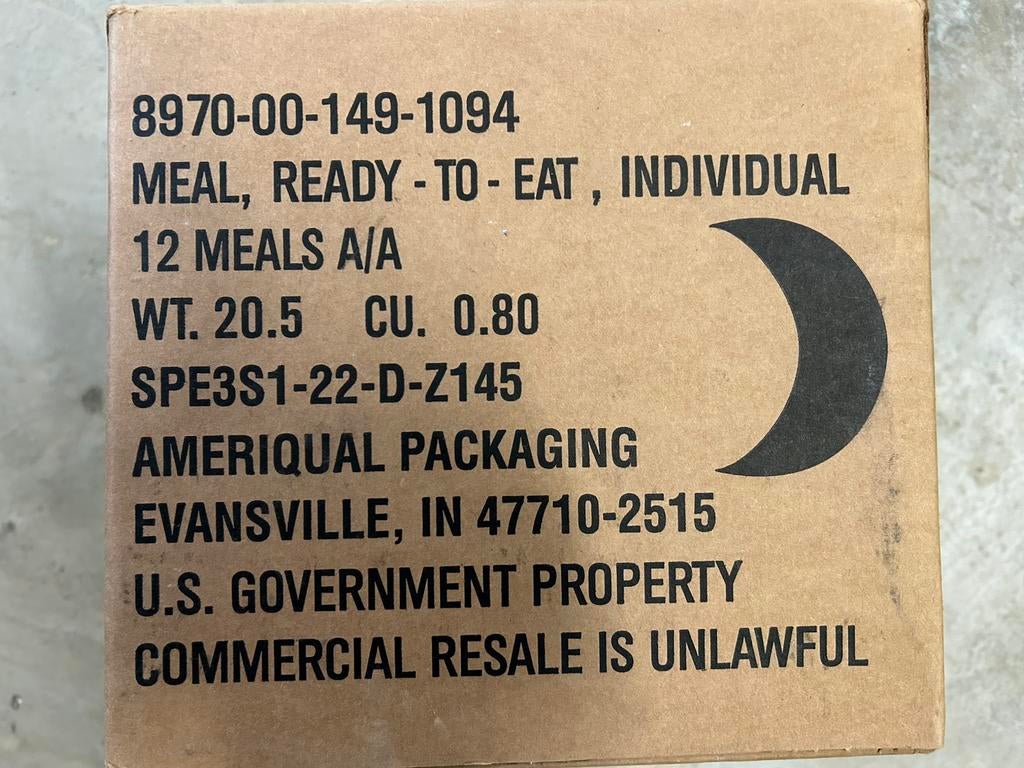 8970-00-149-1094
MEAL, READY - TO - EAT , INDIVIDUAL
12 MEALS A/A
WT. 20.5 CU. 0.80
SPE3S1-22-D-Z145
AMERIQUAL PACKAGING
EVANSVILLE, IN 47710-2515
U.S. GOVERNMENT PROPERTY
COMMERCIAL RESALE IS UNLAWFUL